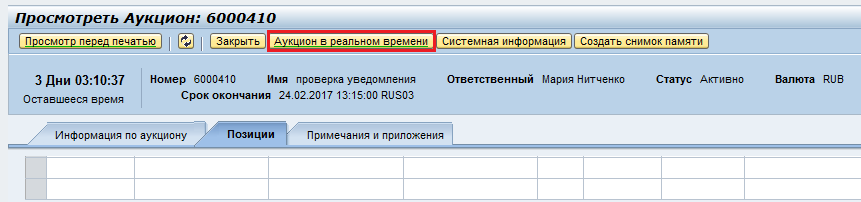 Просмотреть Аукцион: 6000410
Просмотр перед печатью Закрыть Аукцион в реальном времени Системная информация Создать снимок памяти
3 Дни 03:10:37 Номер 6000410 Имя проверка уведомления Ответственный Мария Нитченко Статус Активно Валюта RUB
Оставшееся время Срок окончания 24.02.2017 13:15:00 RUS03
Информация по аукциону Позиции Примечания и приложения